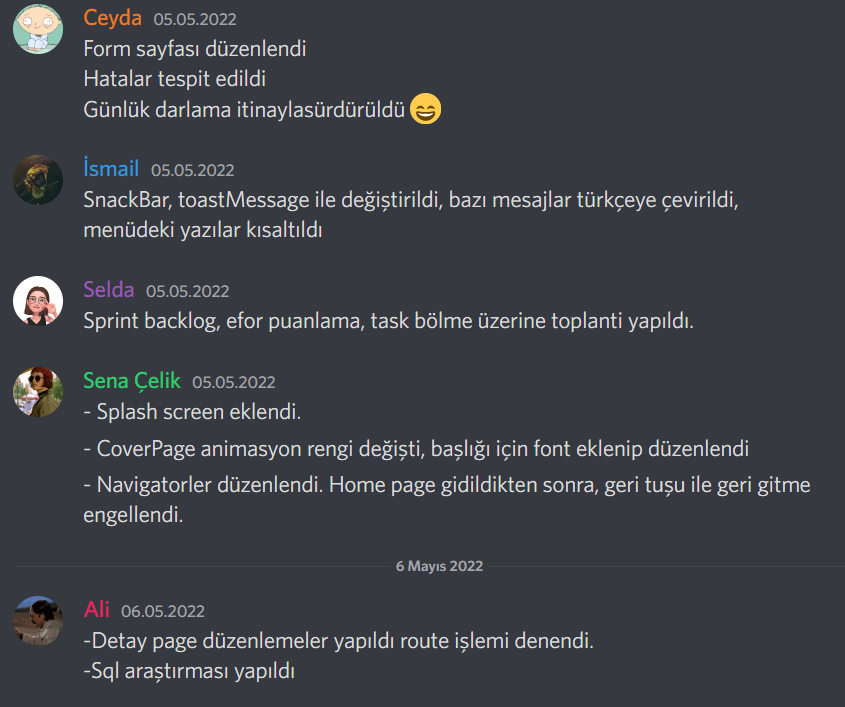 Ceyda 05.05.2022
Form sayfası düzenlendi
Hatalar tespit edildi
Günlük darlama itinaylasürdürüldü 😄
İsmail 05.05.2022
SnackBar, toastMessage ile değiştirildi, bazı mesajlar türkçeye çevirildi,
menüdeki yazılar kısaltıldı
Selda 05.05.2022
Sprint backlog, efor puanlama, task bölme üzerine toplanti yapıldı.
Sena Çelik 05.05.2022
- Splash screen eklendi.
- CoverPage animasyon rengi değişti, başlığı için font eklenip düzenlendi
- Navigatorler düzenlendi. Home page gidildikten sonra, geri tuşu ile geri gitme
engellendi.
6 Mayıs 2022
Ali 06.05.2022
-Detay page düzenlemeler yapıldı route işlemi denendi.
-Sql araştırması yapıldı